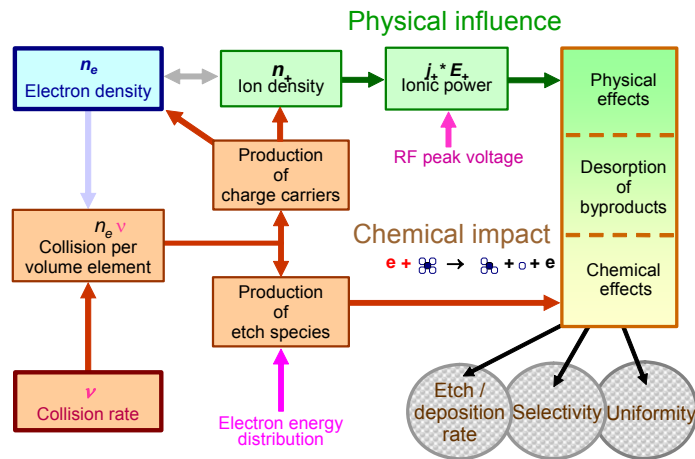 Physical influence
nₑ
Electron density
n₊
Ion density
j₊* E₊
Ionic power
Physical
effects
RF peak voltage
Production
of
charge carriers
Desorption
of
byproducts
nₑ ν
Collision per
volume element
Chemical impact
e + → + + e
Chemical
effects
Production
of
etch species
ν
Collision rate
Electron energy
distribution
Etch /
deposition
rate
Selectivity
Uniformity